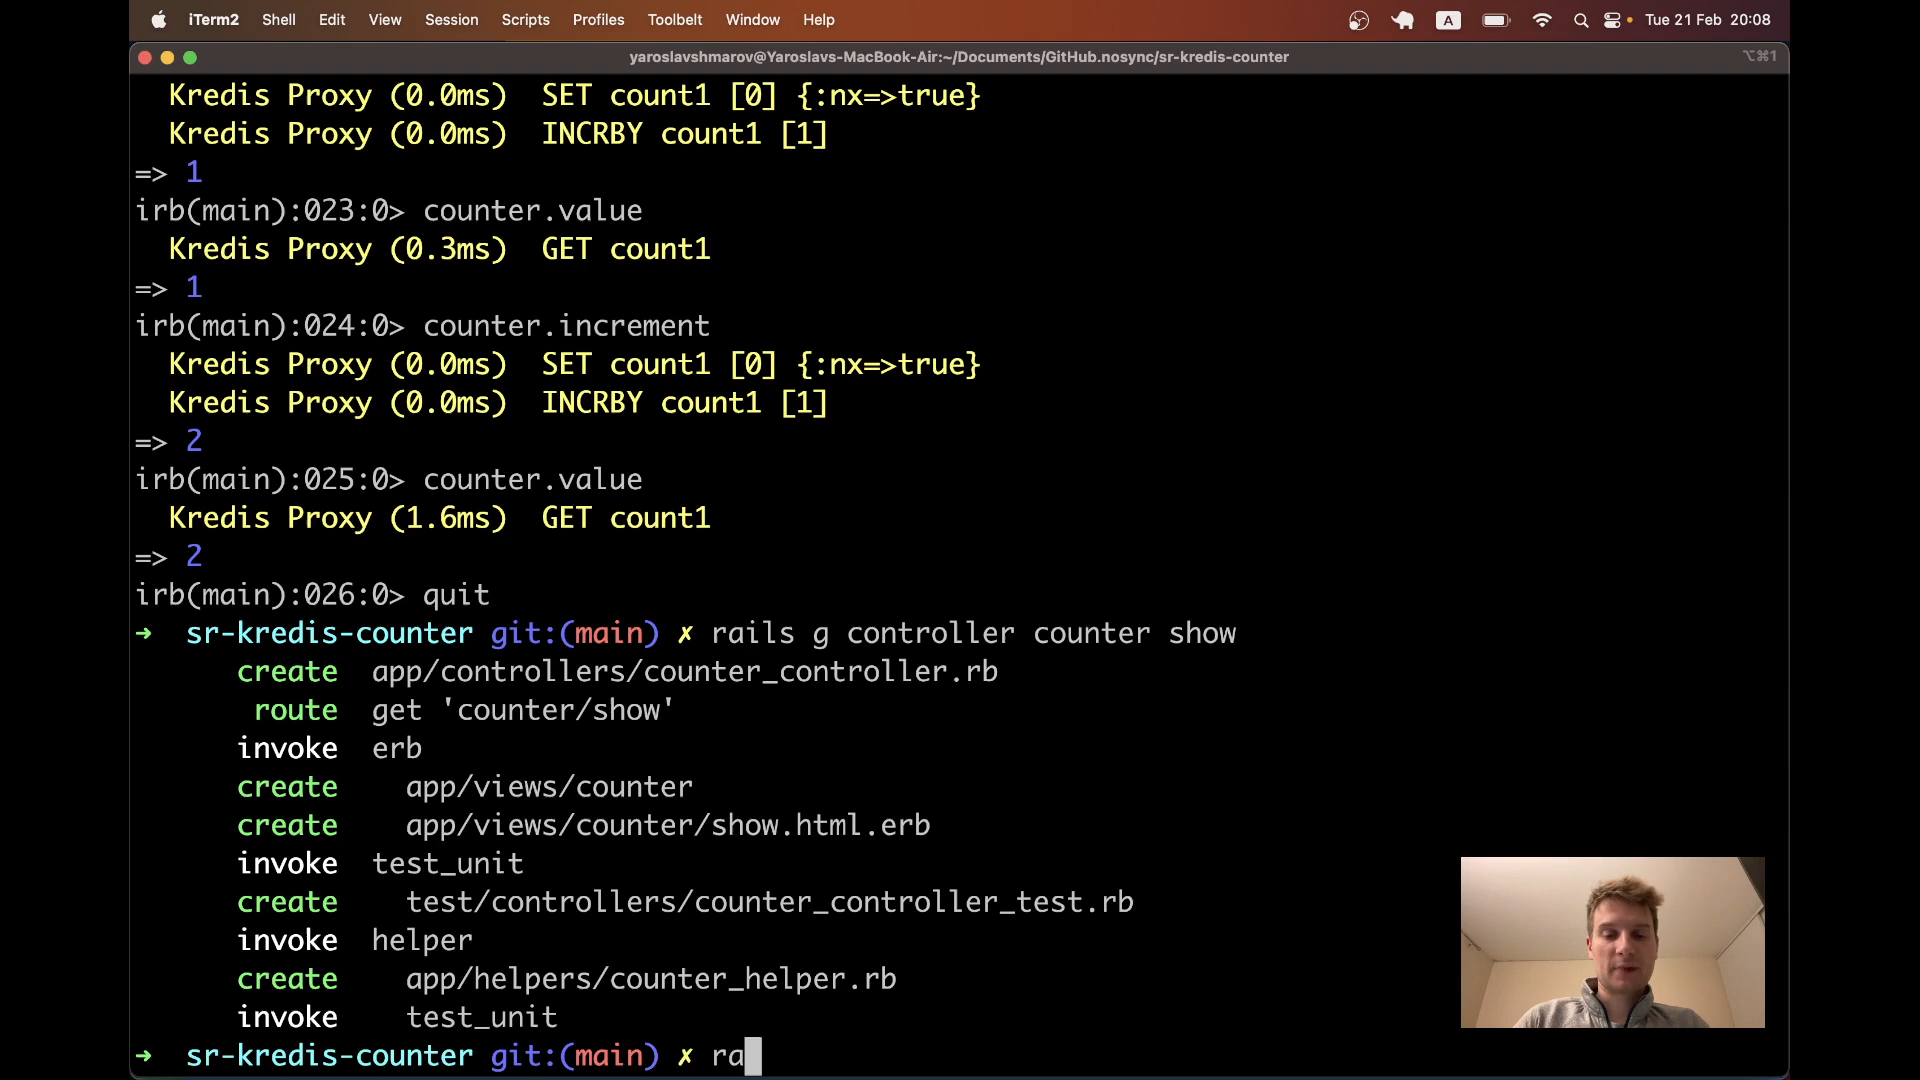 iTerm2 Shell Edit View Session Scripts Profiles Toolbelt Window Help A Tue 21 Feb 20:08
yaroslavshmarov@Yaroslavs-MacBook-Air:~/Documents/GitHub.nosync/sr-kredis-counter ⌥⌘1
Kredis Proxy (0.0ms) SET count1 [0] {:nx=>true}
Kredis Proxy (0.0ms) INCRBY count1 [1]
=> 1
irb(main):023:0> counter.value
Kredis Proxy (0.3ms) GET count1
=> 1
irb(main):024:0> counter.increment
Kredis Proxy (0.0ms) SET count1 [0] {:nx=>true}
Kredis Proxy (0.0ms) INCRBY count1 [1]
=> 2
irb(main):025:0> counter.value
Kredis Proxy (1.6ms) GET count1
=> 2
irb(main):026:0> quit
➜ sr-kredis-counter git:(main) ✗ rails g controller counter show
create app/controllers/counter_controller.rb
route get 'counter/show'
invoke erb
create app/views/counter
create app/views/counter/show.html.erb
invoke test_unit
create test/controllers/counter_controller_test.rb
invoke helper
create app/helpers/counter_helper.rb
invoke test_unit
➜ sr-kredis-counter git:(main) ✗ ra